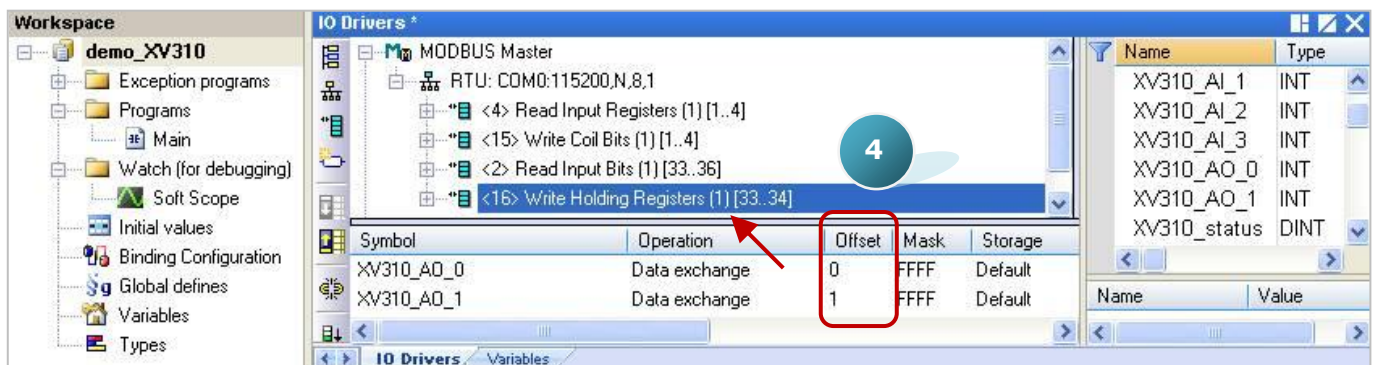 Workspace
demo_XV310
Exception programs
Programs
Main
Watch (for debugging)
Soft Scope
Initial values
Binding Configuration
Global defines
Variables
Types
IO Drivers *
MODBUS Master
RTU: COM0:115200,N,8,1
<4> Read Input Registers (1) [1..4]
<15> Write Coil Bits (1) [1..4]
<2> Read Input Bits (1) [33..36]
<16> Write Holding Registers (1) [33..34]
4
Symbol Operation Offset Mask Storage
XV310_AO_0 Data exchange 0 FFFF Default
XV310_AO_1 Data exchange 1 FFFF Default
IO Drivers Variables
Name Type
XV310_AI_1 INT
XV310_AI_2 INT
XV310_AI_3 INT
XV310_AO_0 INT
XV310_AO_1 INT
XV310_status DINT
Name Value